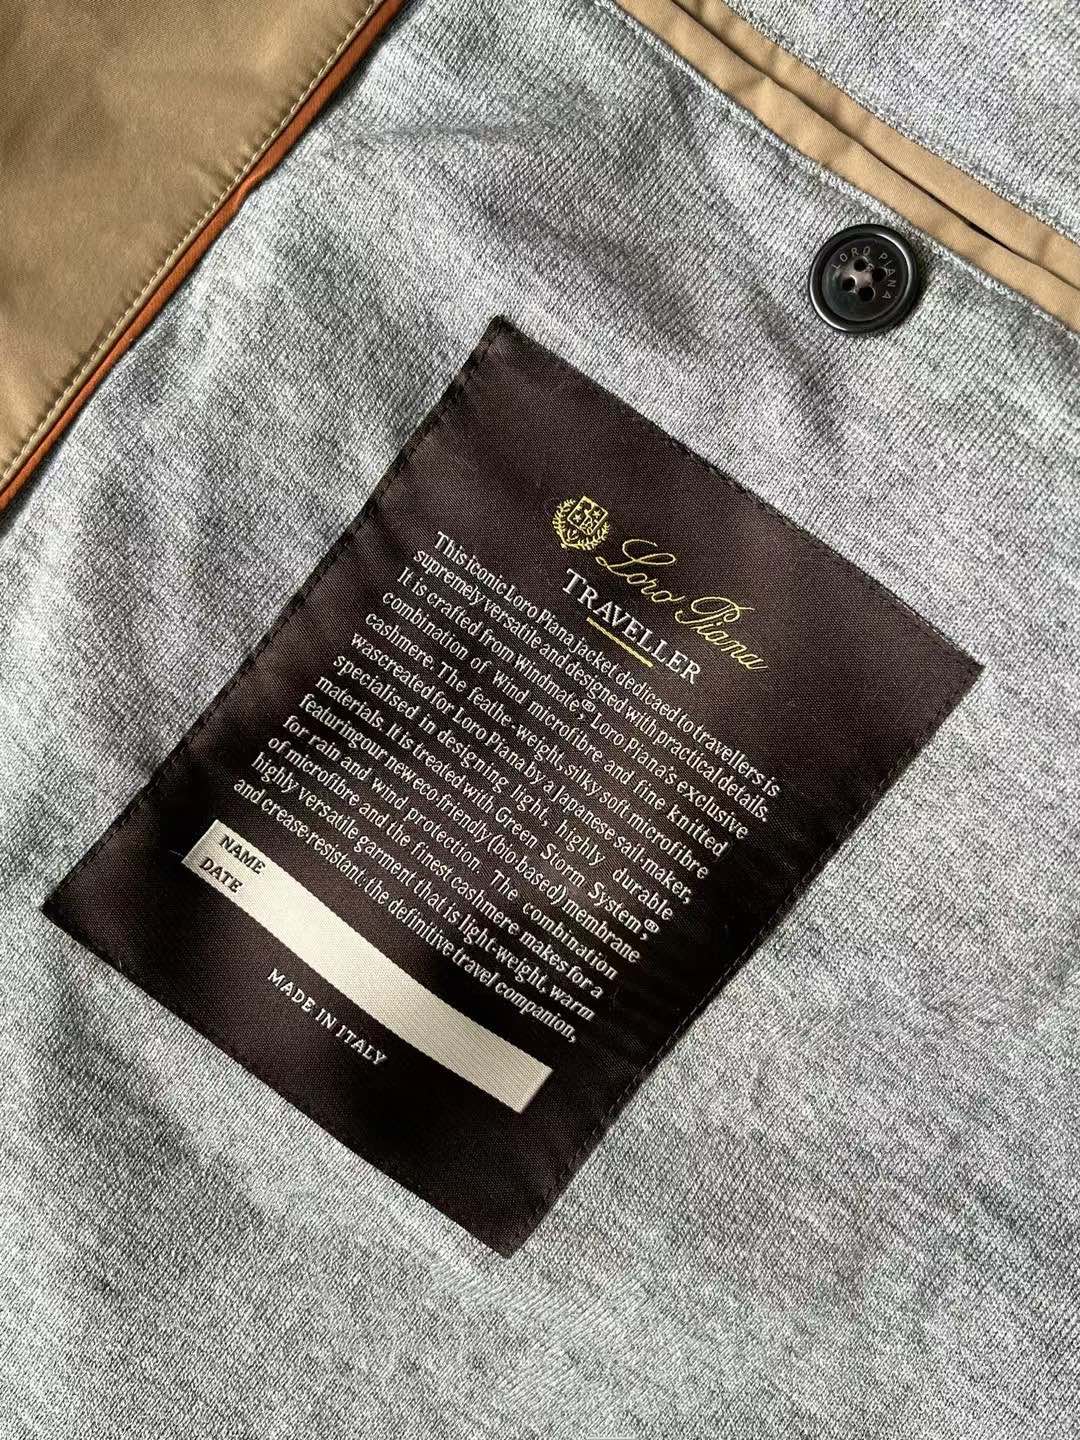 LORO PIANA
Loro Piana
TRAVELLER
This iconic Loro Piana jacket dedicaed to travellers is
supremely versatile and designed with practical details.
It is crafted from Windmate®, Loro Piana's exclusive
combination of Wind microfibre and fine knitted
cashmere. The feathe-weight, silky soft microfibre
wascreated for Loro Piana by a Japanese sail-maker,
specialised in designing light, highly durable
materials. It is treated with Green Storm System®,
featuringour new eco-friendly (bio-based) membrane
for rain and wind protection. The combination
of microfibre and the finest cashmere makes for a
highly versatile garment that is light-weight, warm
and crease-resistant: the definitive travel companion,
NAME
DATE
MADE IN ITALY